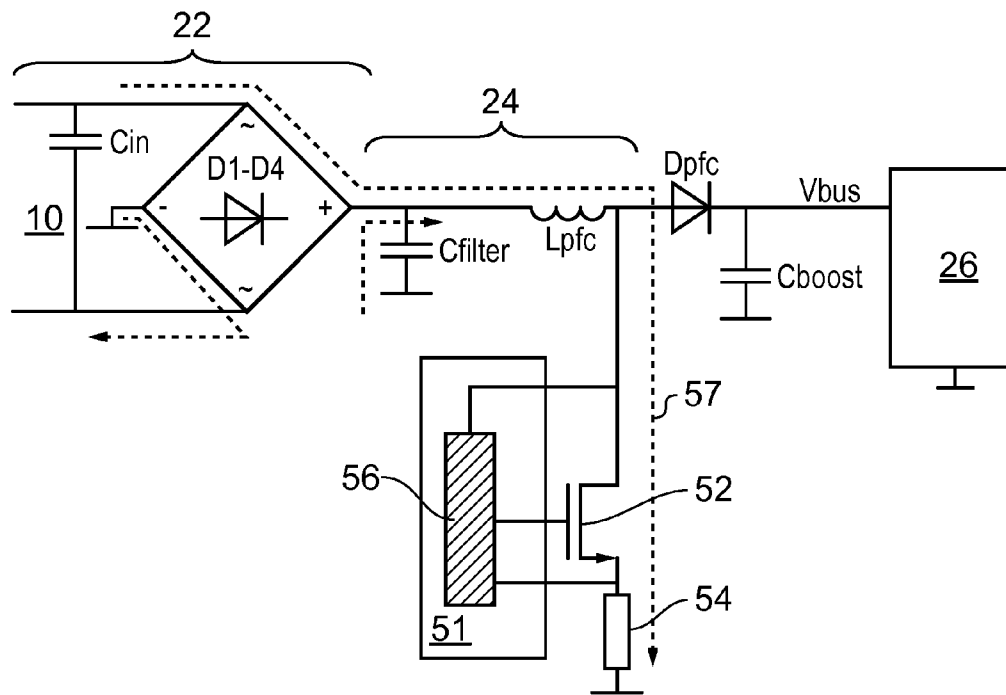 22
24
Cin
~
D1-D4
Dpfc
Vbus
10
-
+
Lpfc
Cfilter
26
Cboost
~
57
56
52
54
51